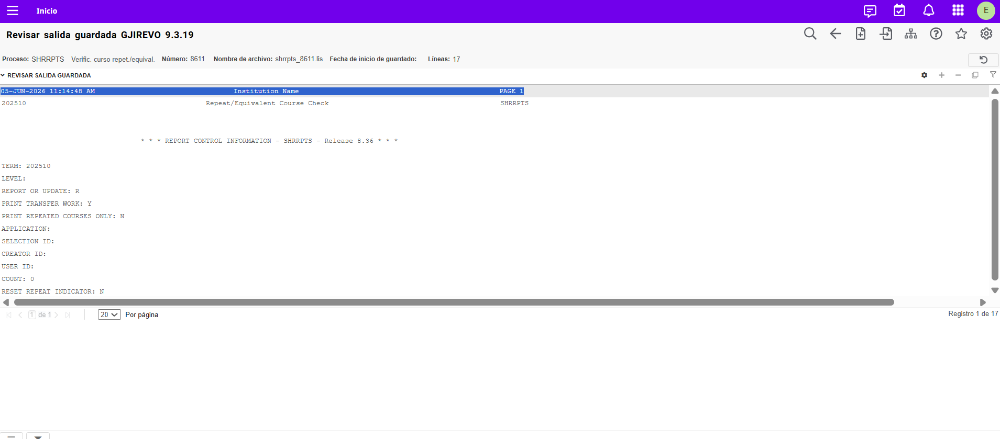 Inicio
E
Revisar salida guardada GJIREVO 9.3.19
Proceso: SHRRPTS Verific. curso repet./equival. Número: 8611 Nombre de archivo: shrrpts_8611.lis Fecha de inicio de guardado: Líneas: 17
REVISAR SALIDA GUARDADA
05-JUN-2026 11:14:48 AM Institution Name PAGE 1
202510 Repeat/Equivalent Course Check SHRRPTS
* * * REPORT CONTROL INFORMATION - SHRRPTS - Release 8.36 * * *
TERM: 202510
LEVEL:
REPORT OR UPDATE: R
PRINT TRANSFER WORK: Y
PRINT REPEATED COURSES ONLY: N
APPLICATION:
SELECTION ID:
CREATOR ID:
USER ID:
COUNT: 0
RESET REPEAT INDICATOR: N
1 de 1 20 Por página Registro 1 de 17